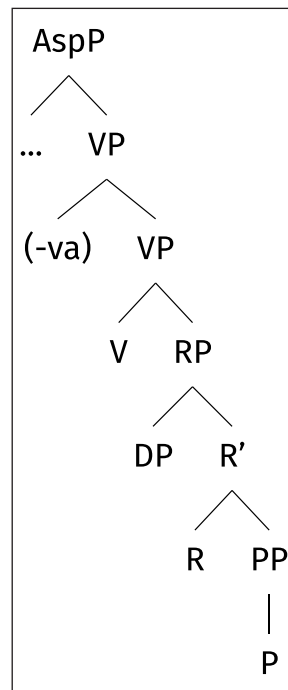 AspP
... VP
(-va) VP
V RP
DP R’
R PP
P